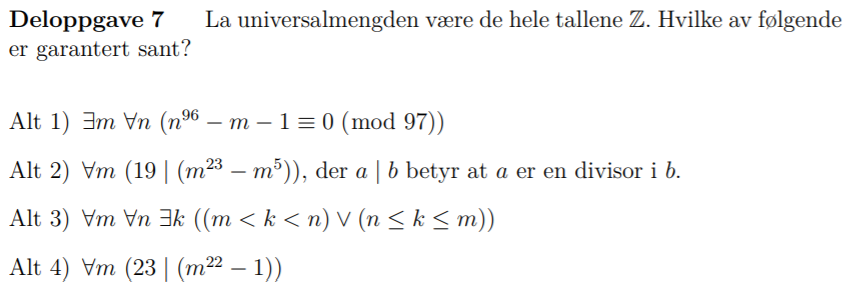 Deloppgave 7 La universalmengden være de hele tallene ℤ. Hvilke av følgende
er garantert sant?
Alt 1) ∃m ∀n (n⁹⁶ − m − 1 ≡ 0 (mod 97))
Alt 2) ∀m (19 | (m²³ − m⁵)), der a | b betyr at a er en divisor i b.
Alt 3) ∀m ∀n ∃k ((m < k < n) ∨ (n ≤ k ≤ m))
Alt 4) ∀m (23 | (m²² − 1))